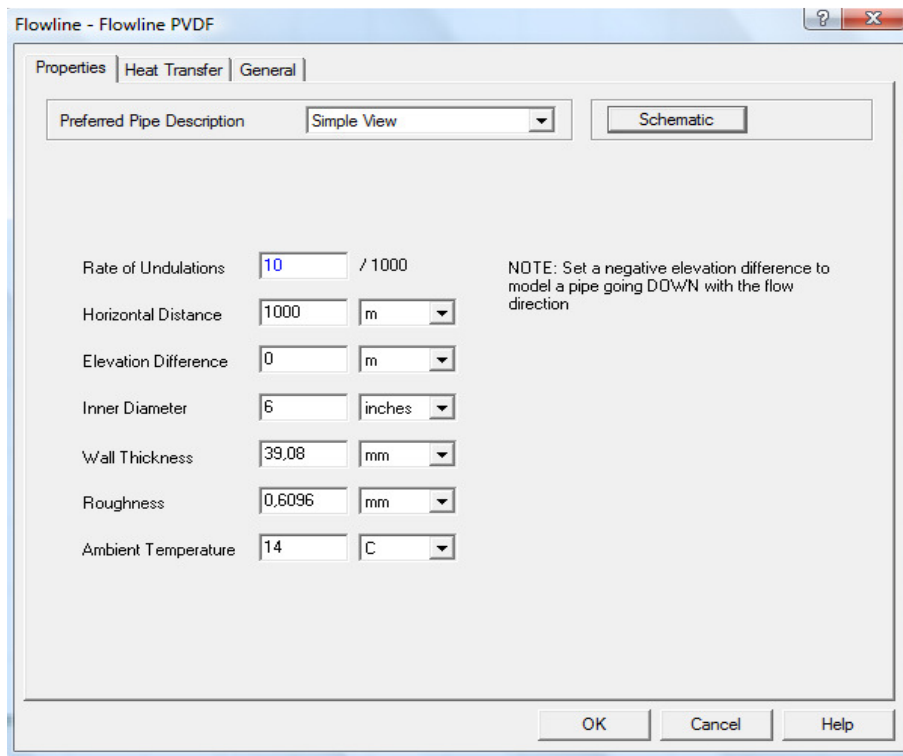 Flowline - Flowline PVDF
?
X
Properties Heat Transfer General
Preferred Pipe Description Simple View Schematic
Rate of Undulations 10 / 1000
NOTE: Set a negative elevation difference to
model a pipe going DOWN with the flow
direction
Horizontal Distance 1000 m
Elevation Difference 0 m
Inner Diameter 6 inches
Wall Thickness 39,08 mm
Roughness 0,6096 mm
Ambient Temperature 14 C
OK Cancel Help